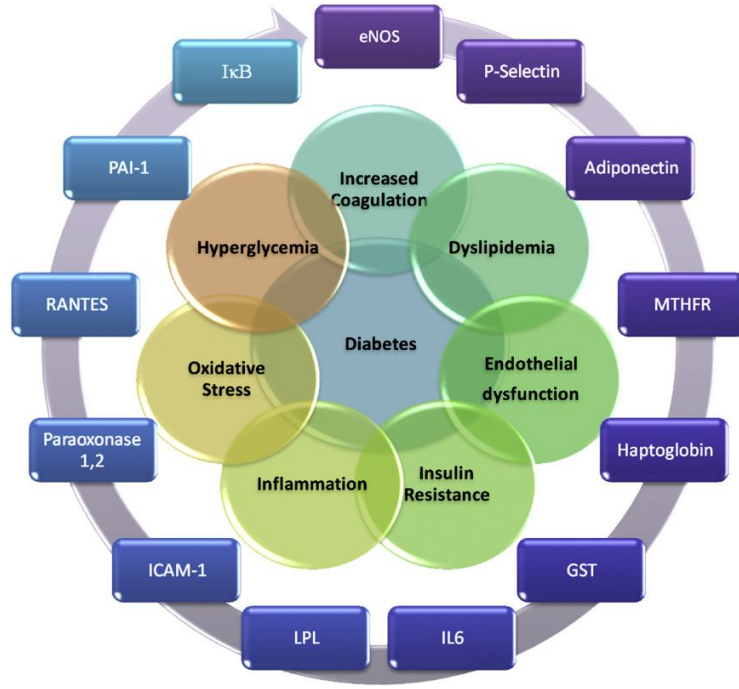 eNOS
P-Selectin
Adiponectin
MTHFR
Haptoglobin
GST
IL6
LPL
ICAM-1
Paraoxonase
1,2
RANTES
PAI-1
IκB
Increased
Coagulation
Dyslipidemia
Endothelial
dysfunction
Insulin
Resistance
Inflammation
Oxidative
Stress
Hyperglycemia
Diabetes